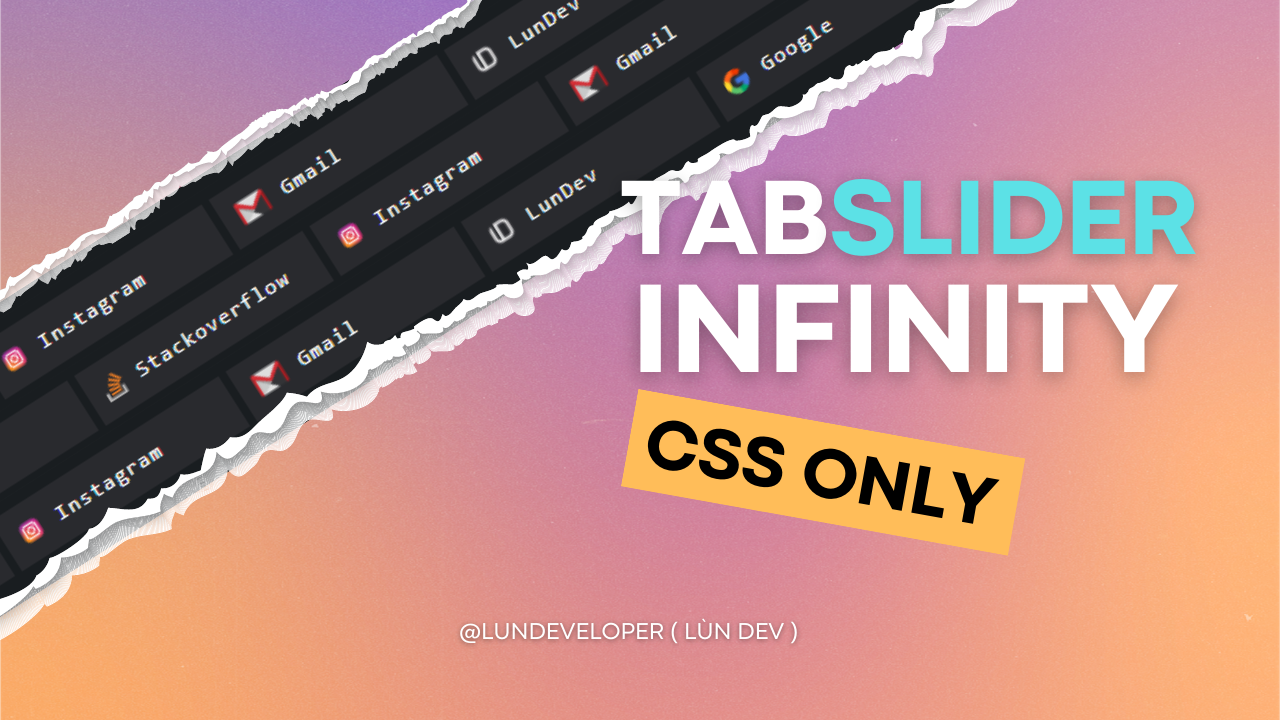 LunDev
Gmail
Google
Gmail
Instagram
LunDev
Instagram
Stackoverflow
Gmail
Instagram
TABSLIDER
INFINITY
CSS ONLY
@LUNDEVELOPER ( LÙN DEV )